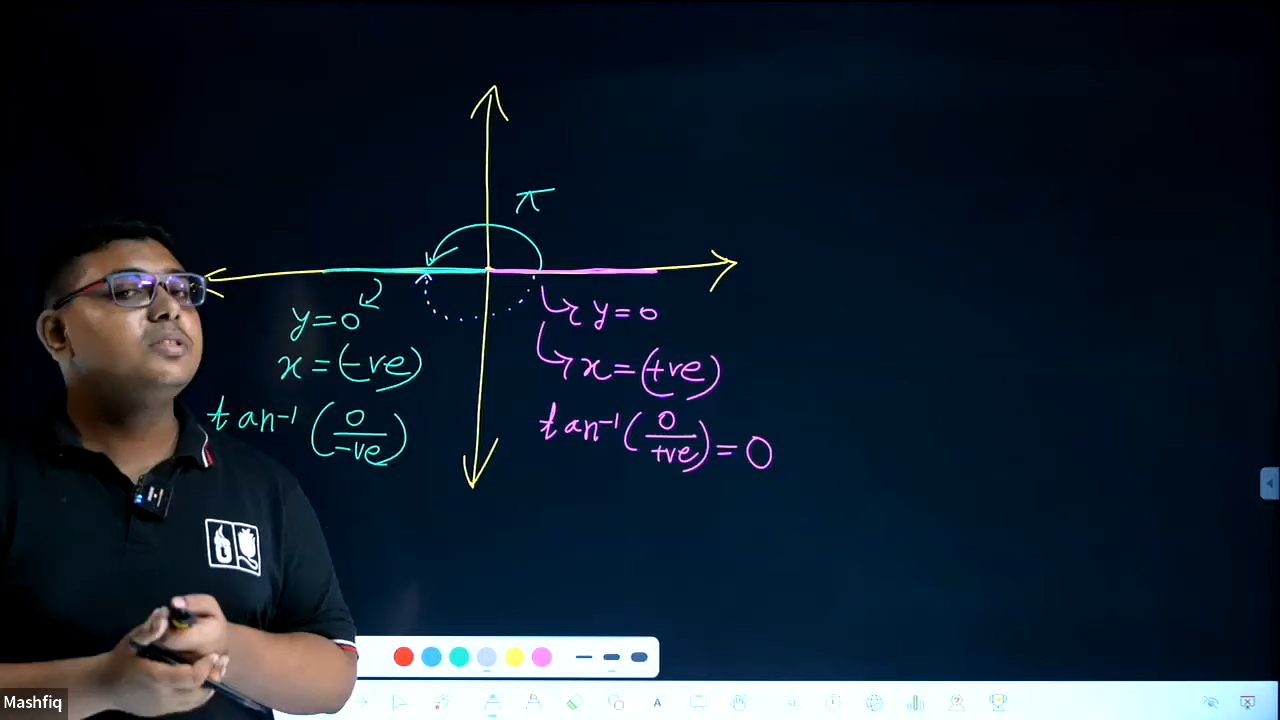 π
y=0
x=(-ve)
tan⁻¹(0/-ve)
y=0
x=(+ve)
tan⁻¹(0/+ve)=0
A
Mashfiq